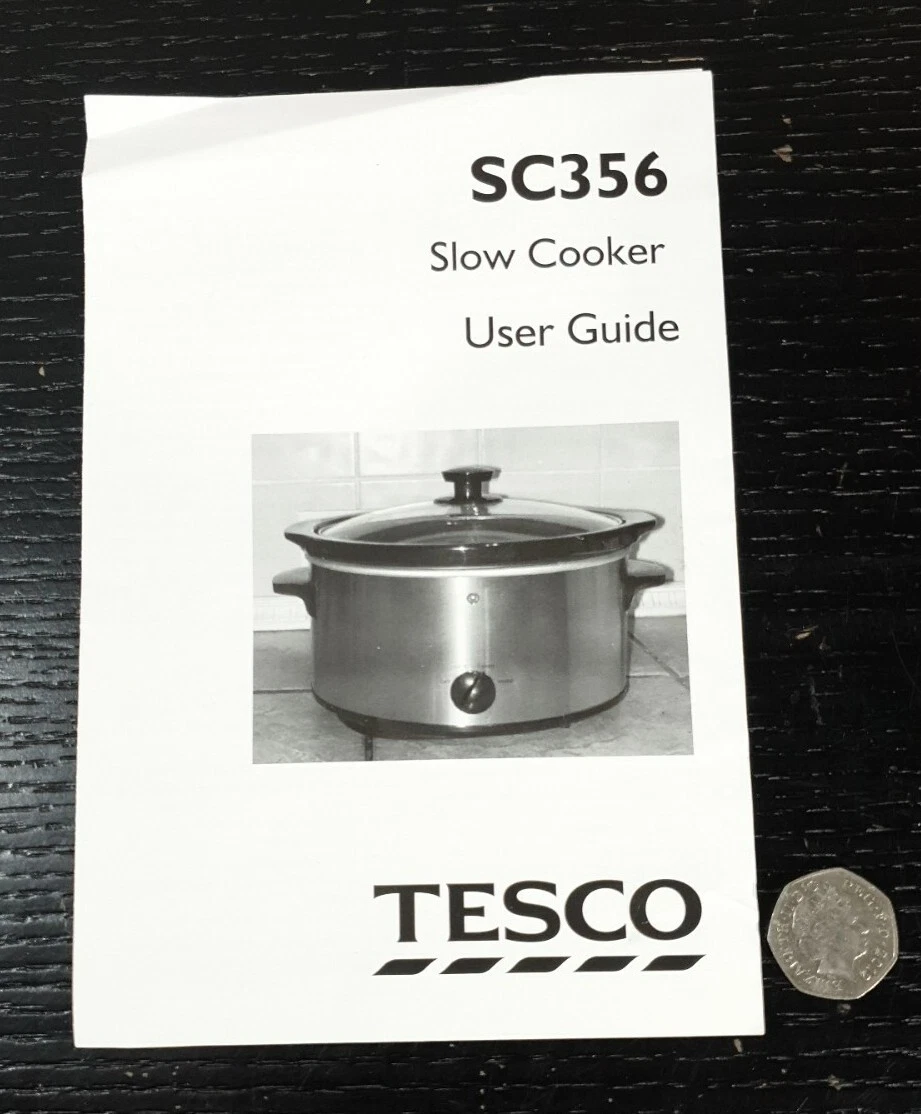 SC356
Slow Cooker
User Guide
TESCO